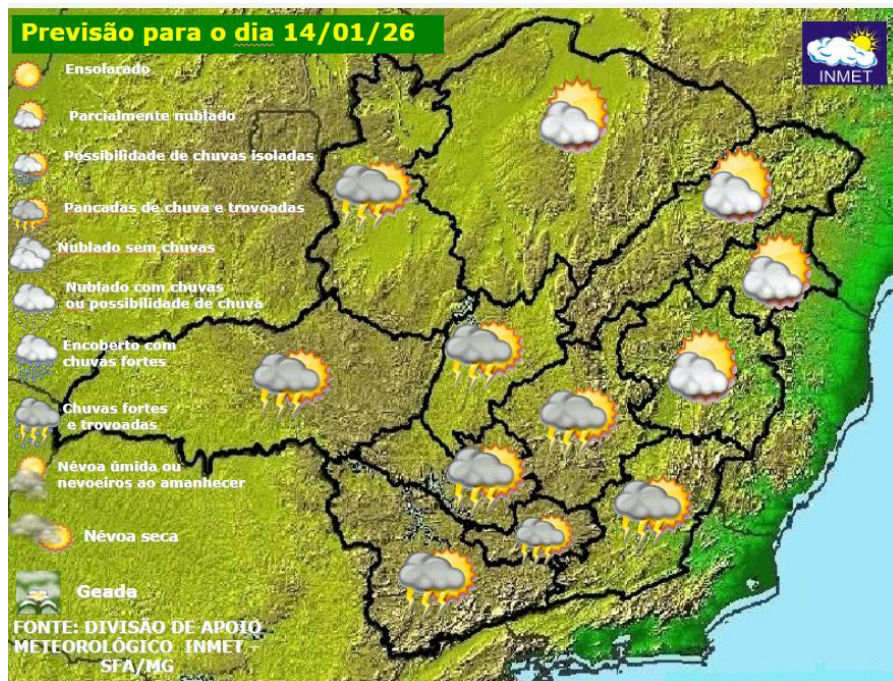 Previsão para o dia 14/01/26
INMET
Ensolarado
Parcialmente nublado
Possibilidade de chuvas isoladas
Pancadas de chuva e trovoadas
Nublado sem chuvas
Nublado com chuvas
ou possibilidade de chuva
Encoberto com
chuvas fortes
Chuvas fortes
e trovoadas
Névoa úmida ou
nevoeiros ao amanhecer
Névoa seca
Geada
FONTE: DIVISÃO DE APOIO
METEOROLÓGICO INMET -
SFA/MG